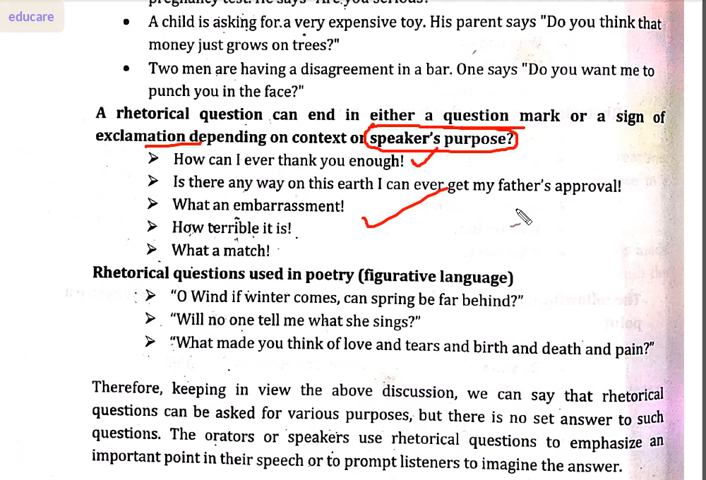 educare
pregnancy test. He says "Are you serious?"
• A child is asking for a very expensive toy. His parent says "Do you think that
money just grows on trees?"
• Two men are having a disagreement in a bar. One says "Do you want me to
punch you in the face?"
A rhetorical question can end in either a question mark or a sign of
exclamation depending on context or speaker's purpose?
➢ How can I ever thank you enough!
➢ Is there any way on this earth I can ever get my father's approval!
➢ What an embarrassment!
➢ How terrible it is!
➢ What a match!
Rhetorical questions used in poetry (figurative language)
➢ "O Wind if winter comes, can spring be far behind?"
➢ "Will no one tell me what she sings?"
➢ "What made you think of love and tears and birth and death and pain?"
Therefore, keeping in view the above discussion, we can say that rhetorical
questions can be asked for various purposes, but there is no set answer to such
questions. The orators or speakers use rhetorical questions to emphasize an
important point in their speech or to prompt listeners to imagine the answer.